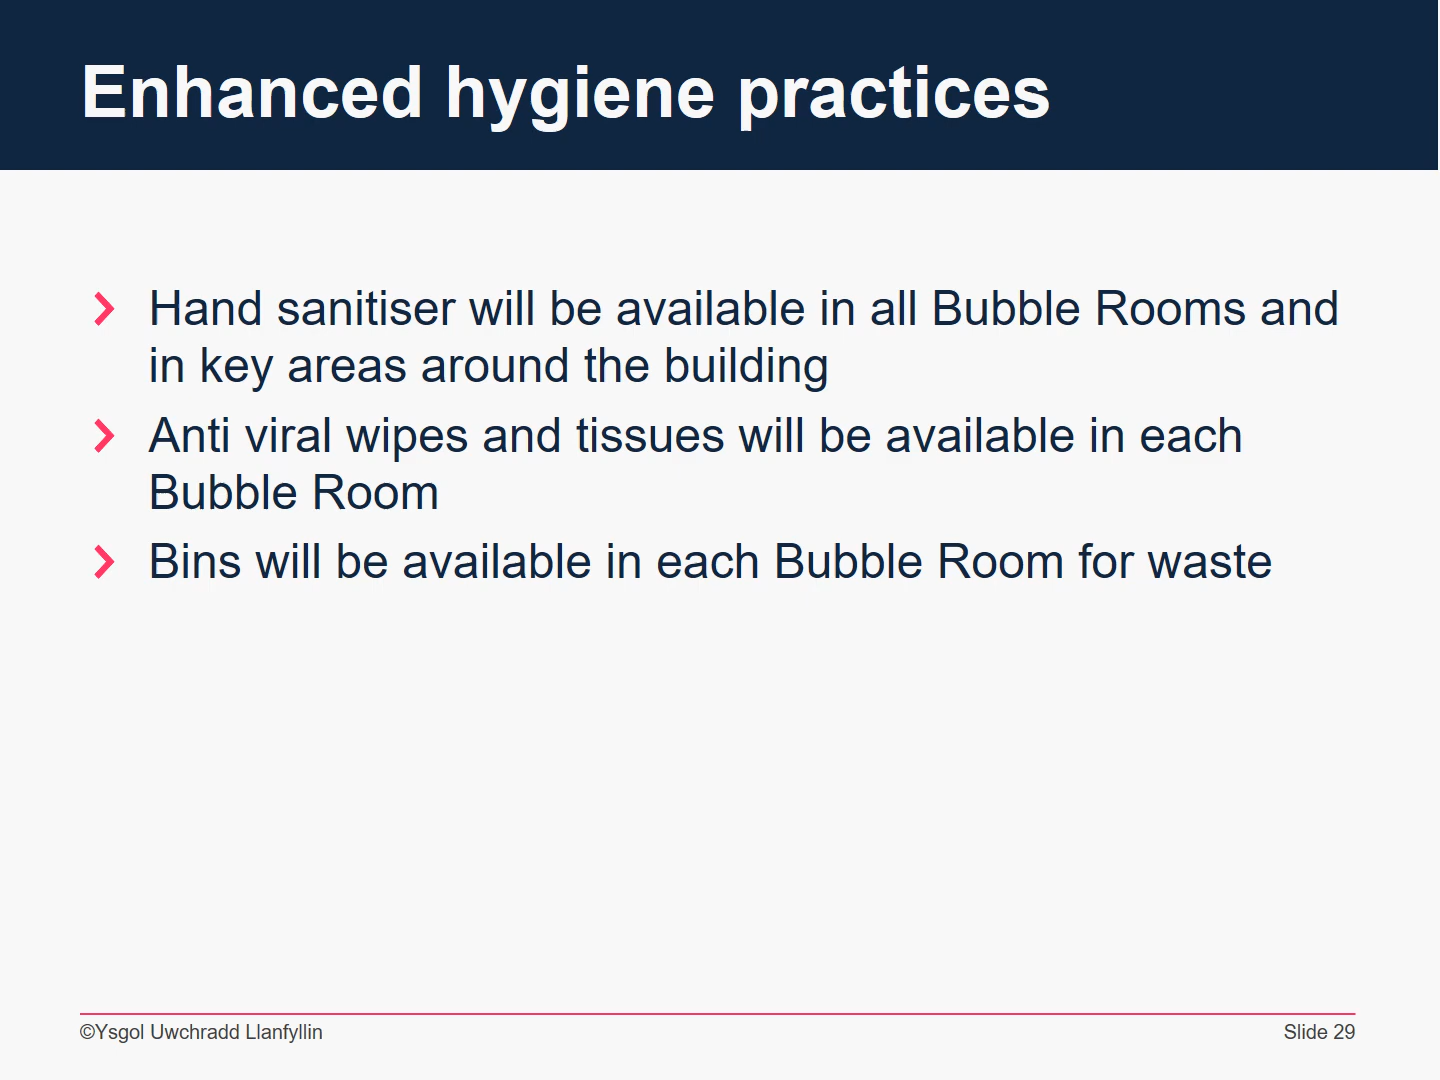 Enhanced hygiene practices
Hand sanitiser will be available in all Bubble Rooms and
in key areas around the building
Anti viral wipes and tissues will be available in each
Bubble Room
Bins will be available in each Bubble Room for waste
©Ysgol Uwchradd Llanfyllin
Slide 29